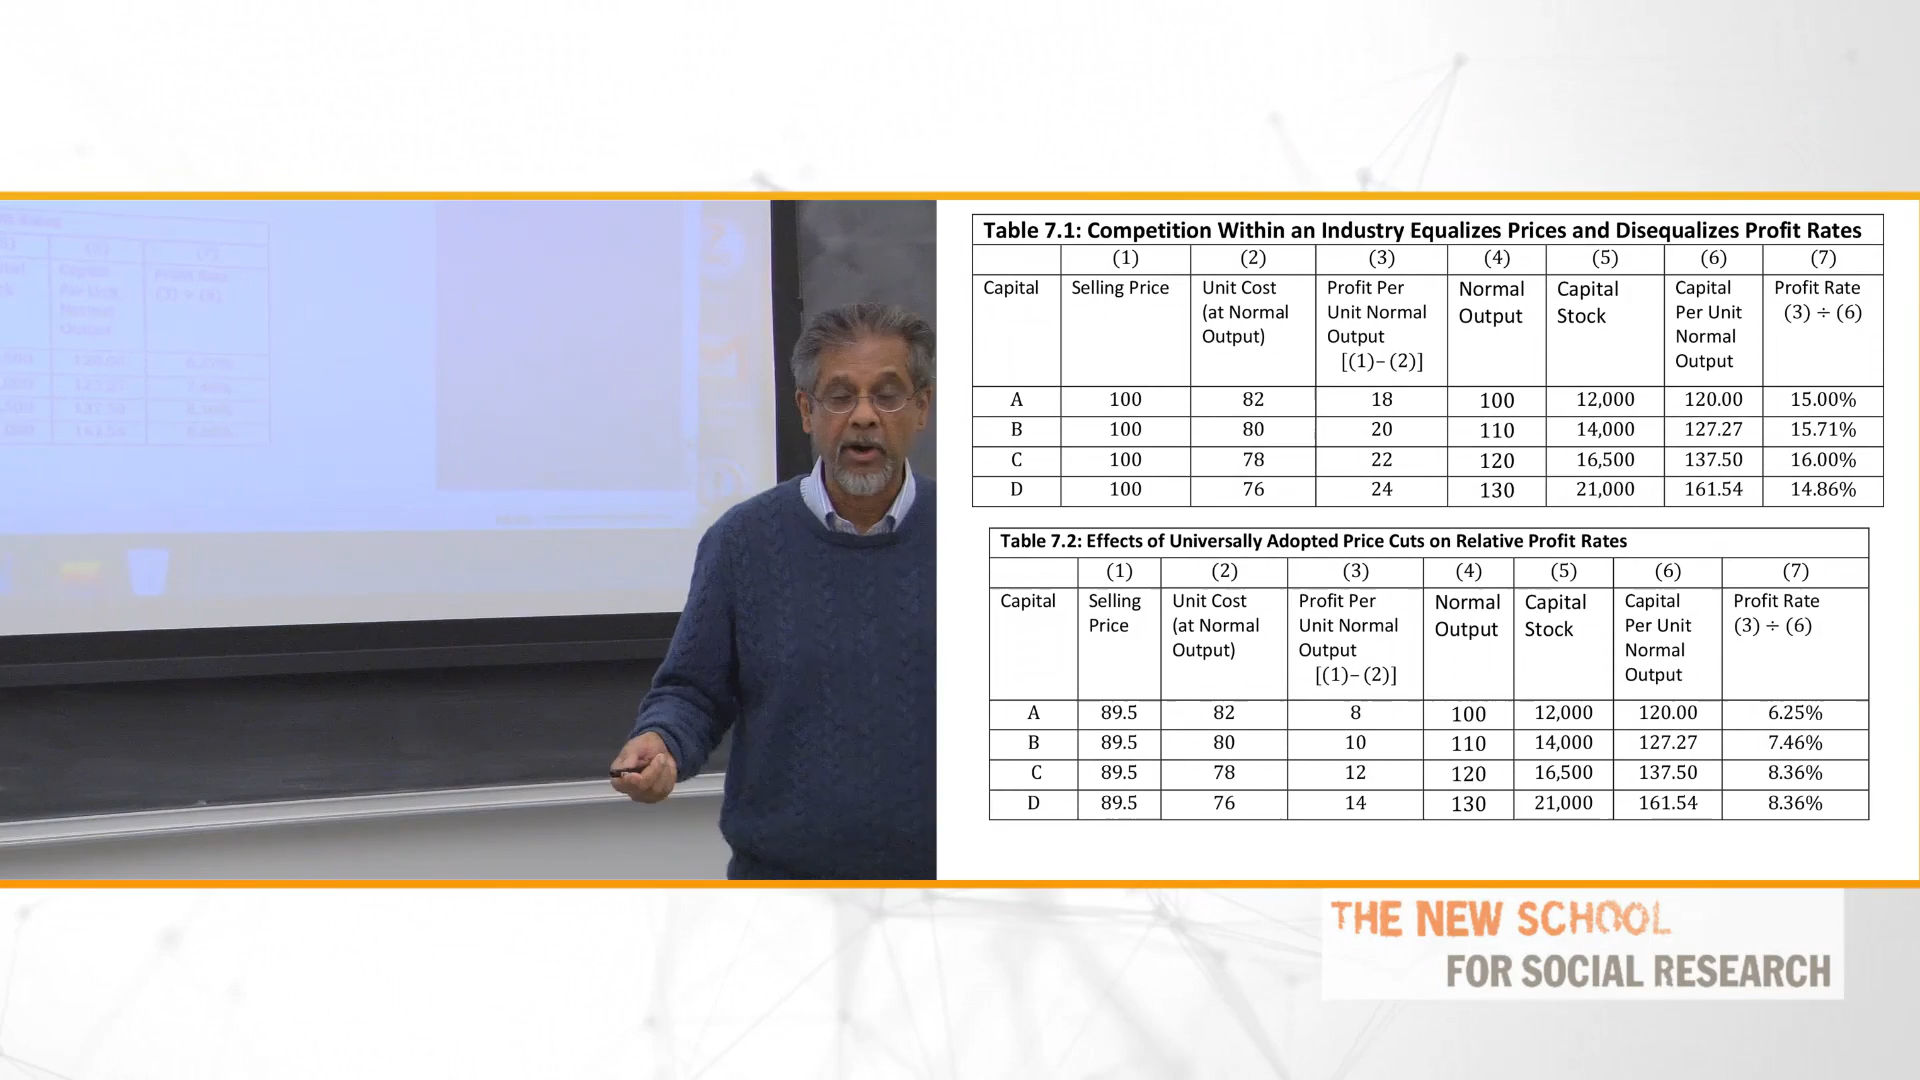 Table 7.1: Competition Within an Industry Equalizes Prices and Disequalizes Profit Rates
(1) (2) (3) (4) (5) (6) (7)
Capital Selling Price Unit Cost (at Normal Output) Profit Per Unit Normal Output [(1)–(2)] Normal Output Capital Stock Capital Per Unit Normal Output Profit Rate (3) ÷ (6)
A 100 82 18 100 12,000 120.00 15.00%
B 100 80 20 110 14,000 127.27 15.71%
C 100 78 22 120 16,500 137.50 16.00%
D 100 76 24 130 21,000 161.54 14.86%
Table 7.2: Effects of Universally Adopted Price Cuts on Relative Profit Rates
(1) (2) (3) (4) (5) (6) (7)
Capital Selling Price Unit Cost (at Normal Output) Profit Per Unit Normal Output [(1)–(2)] Normal Output Capital Stock Capital Per Unit Normal Output Profit Rate (3) ÷ (6)
A 89.5 82 8 100 12,000 120.00 6.25%
B 89.5 80 10 110 14,000 127.27 7.46%
C 89.5 78 12 120 16,500 137.50 8.36%
D 89.5 76 14 130 21,000 161.54 8.36%
THE NEW SCHOOL
FOR SOCIAL RESEARCH